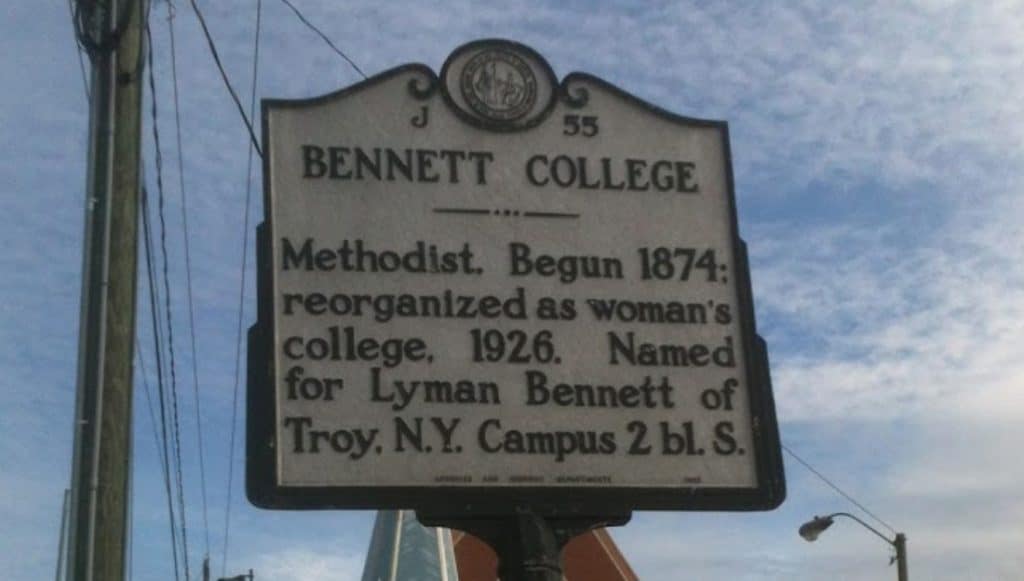 J 55
BENNETT COLLEGE
Methodist. Begun 1874;
reorganized as woman's
college, 1926. Named
for Lyman Bennett of
Troy, N.Y. Campus 2 bl. S.